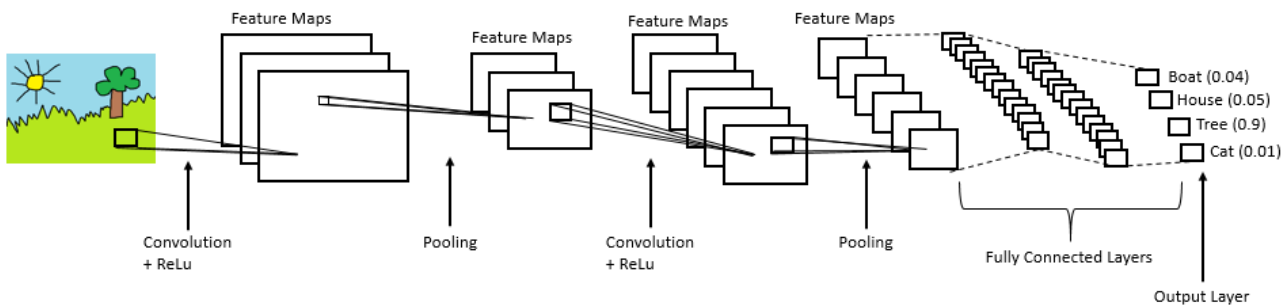 Feature Maps
Feature Maps
Feature Maps
Feature Maps
Boat (0.04)
House (0.05)
Tree (0.9)
Cat (0.01)
Convolution
+ ReLu
Pooling
Convolution
+ ReLu
Pooling
Fully Connected Layers
Output Layer